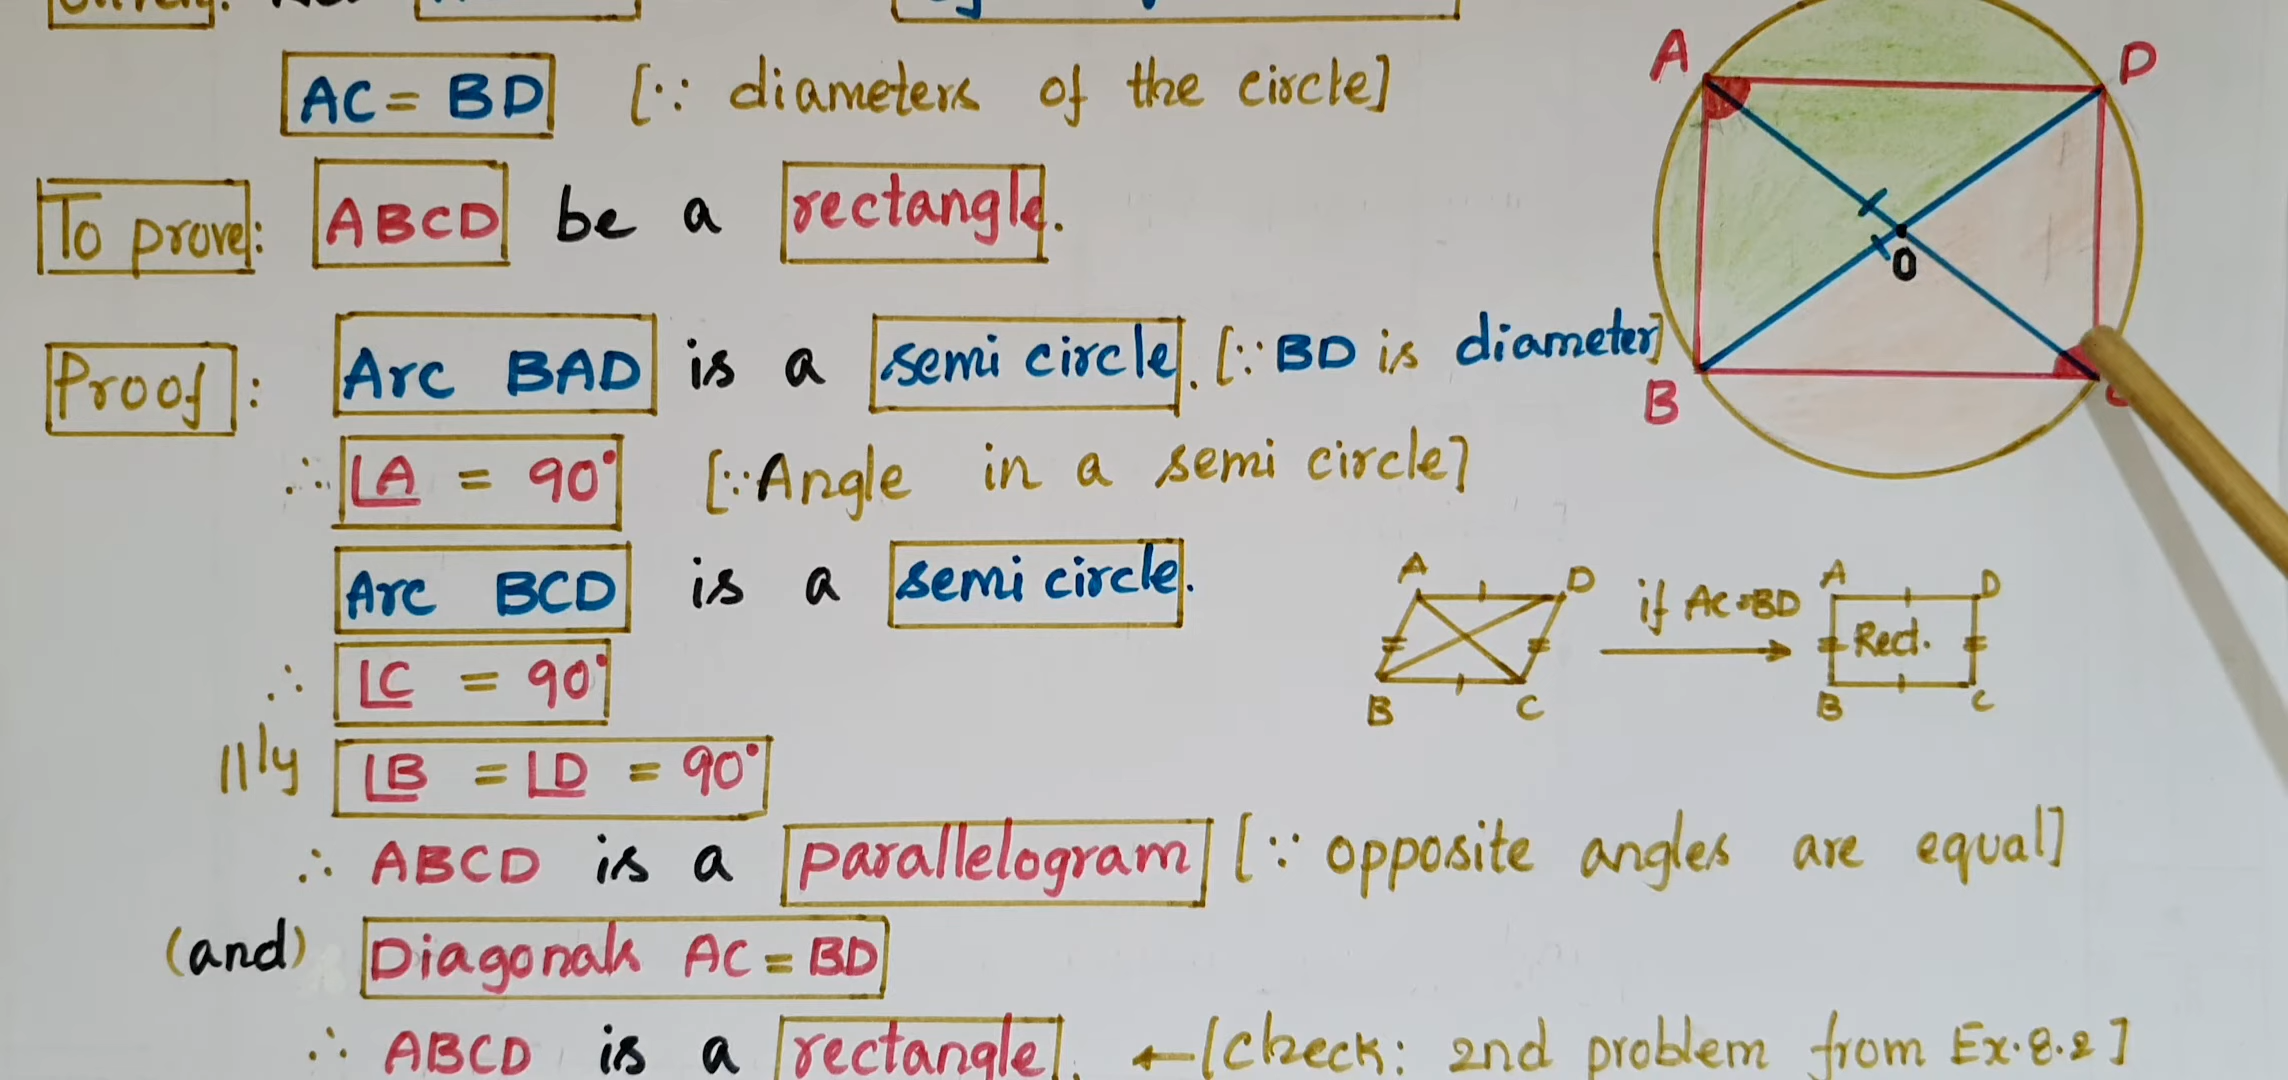 AC = BD [∵ diameters of the circle]
To prove: ABCD be a rectangle.
Proof: Arc BAD is a semi circle. [∵ BD is diameter]
∴ ∠A = 90° [∵ Angle in a semi circle]
Arc BCD is a semi circle.
∴ ∠C = 90°
|||ly ∠B = ∠D = 90°
∴ ABCD is a parallelogram [∵ opposite angles are equal]
(and) Diagonals AC = BD
∴ ABCD is a rectangle. ← [Check: 2nd problem from Ex.8.2]
A D
O
B
A D if AC=BD A D
Rect.
B C B C